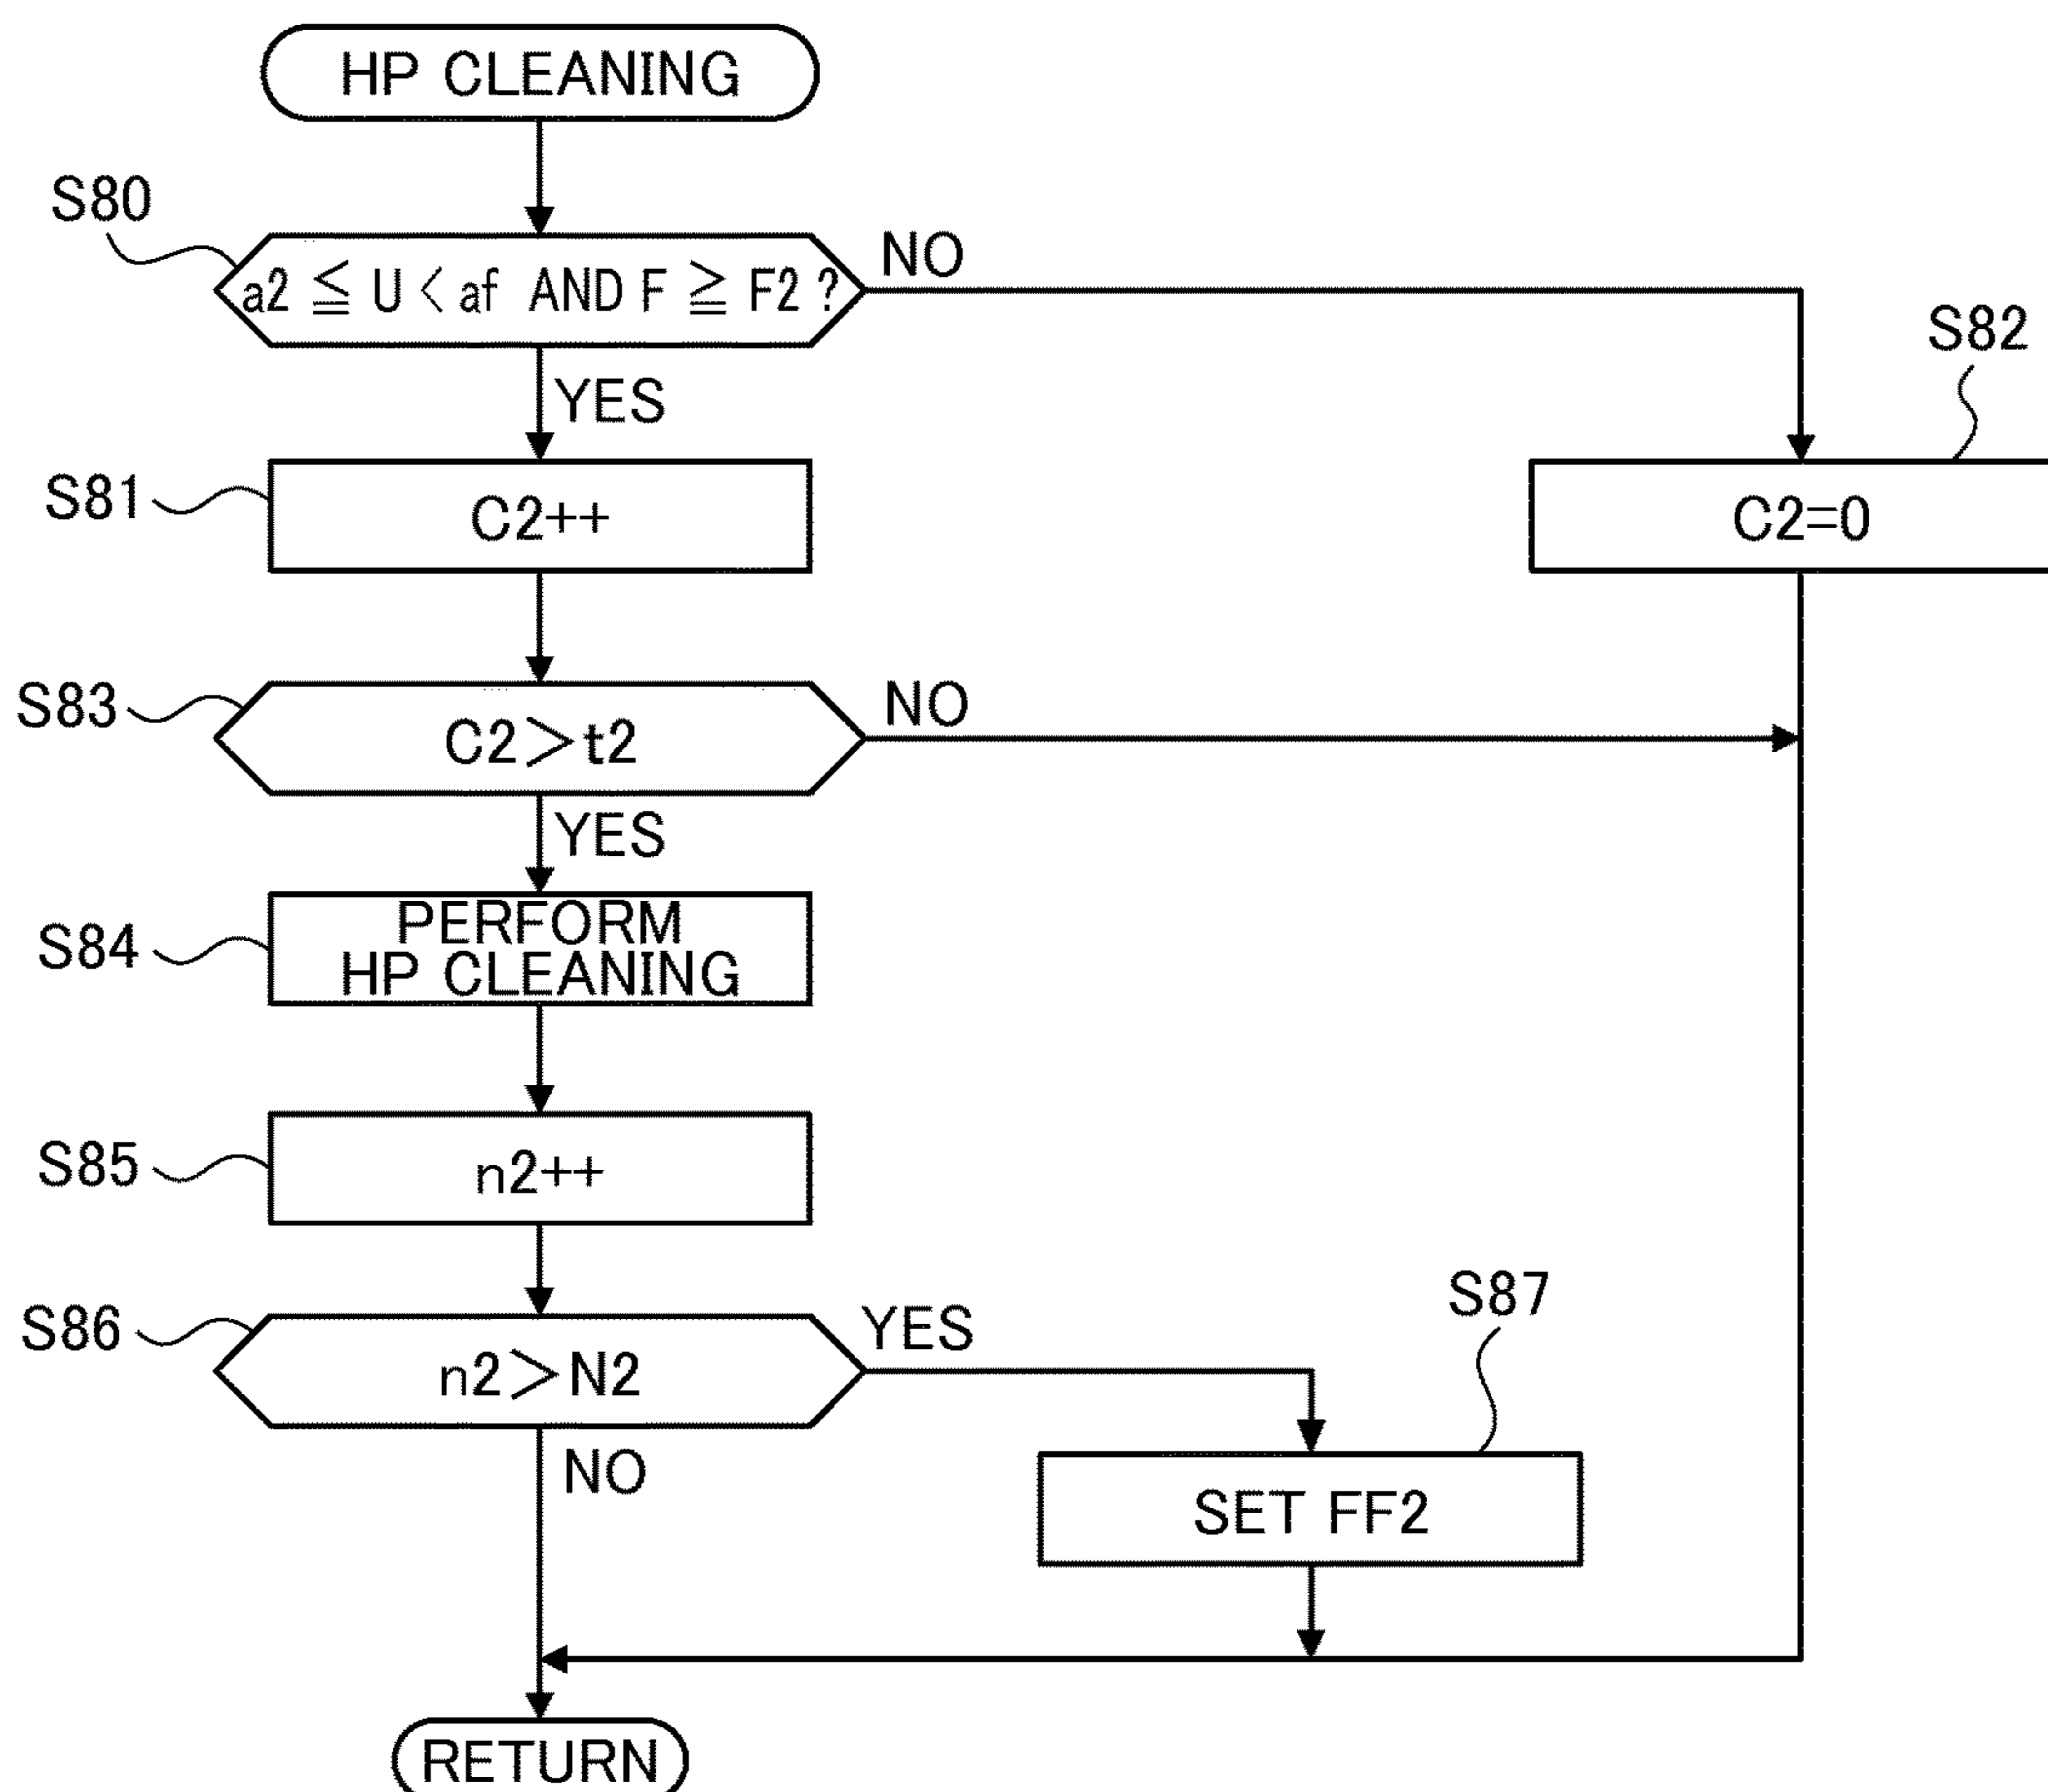 HP CLEANING
S80
a2 ≦ U < af AND F ≧ F2 ?
NO
YES
S82
S81
C2++
C2=0
S83
C2>t2
NO
YES
S84
PERFORM
HP CLEANING
S85
n2++
S86
n2>N2
YES
S87
NO
SET FF2
RETURN